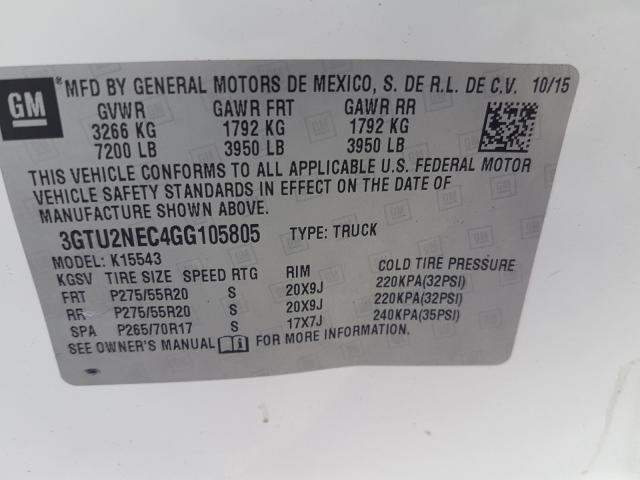 GM
®MFD BY GENERAL MOTORS DE MEXICO, S. DE R.L. DE C.V. 10/15
GVWR GAWR FRT GAWR RR
3266 KG 1792 KG 1792 KG
7200 LB 3950 LB 3950 LB
THIS VEHICLE CONFORMS TO ALL APPLICABLE U.S. FEDERAL MOTOR
VEHICLE SAFETY STANDARDS IN EFFECT ON THE DATE OF
MANUFACTURE SHOWN ABOVE.
3GTU2NEC4GG105805 TYPE: TRUCK
MODEL: K15543
KGSV TIRE SIZE SPEED RTG RIM COLD TIRE PRESSURE
FRT P275/55R20 S 20X9J 220KPA(32PSI)
RR P275/55R20 S 20X9J 220KPA(32PSI)
SPA P265/70R17 S 17X7J 240KPA(35PSI)
SEE OWNER'S MANUAL FOR MORE INFORMATION.